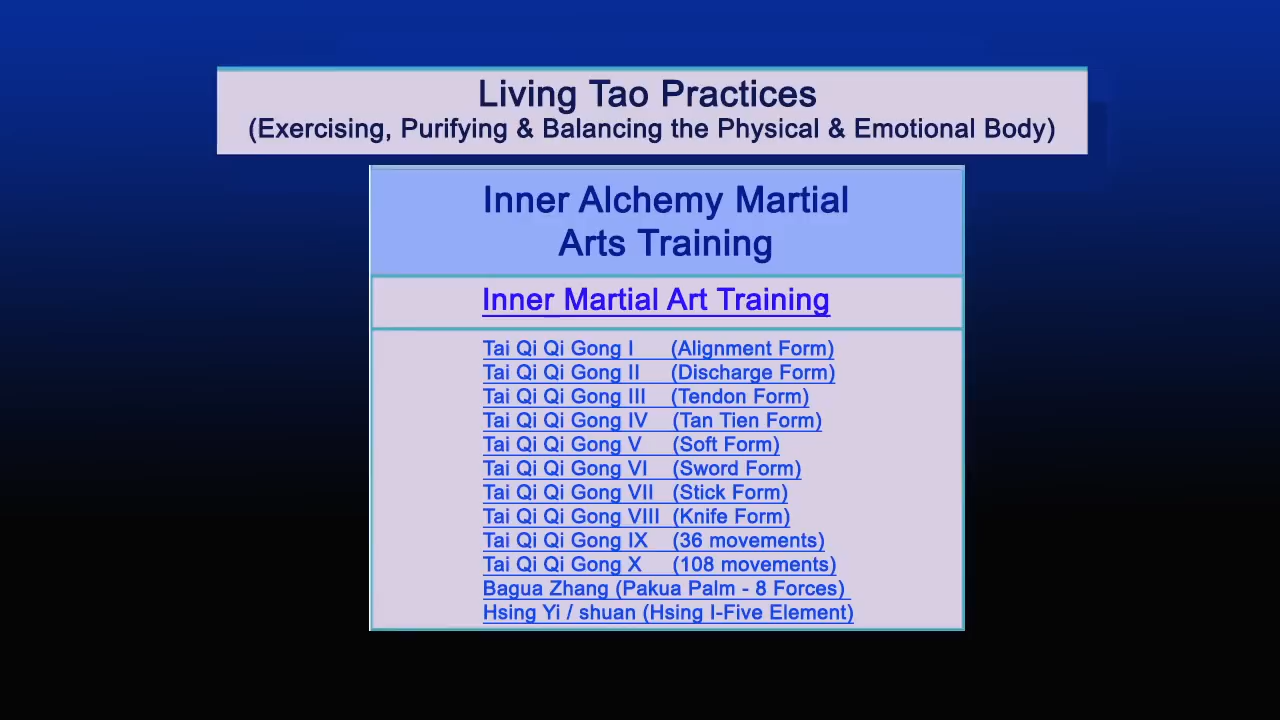 Living Tao Practices
(Exercising, Purifying & Balancing the Physical & Emotional Body)
Inner Alchemy Martial
Arts Training
Inner Martial Art Training
Tai Qi Qi Gong I (Alignment Form)
Tai Qi Qi Gong II (Discharge Form)
Tai Qi Qi Gong III (Tendon Form)
Tai Qi Qi Gong IV (Tan Tien Form)
Tai Qi Qi Gong V (Soft Form)
Tai Qi Qi Gong VI (Sword Form)
Tai Qi Qi Gong VII (Stick Form)
Tai Qi Qi Gong VIII (Knife Form)
Tai Qi Qi Gong IX (36 movements)
Tai Qi Qi Gong X (108 movements)
Bagua Zhang (Pakua Palm - 8 Forces)
Hsing Yi / shuan (Hsing I-Five Element)